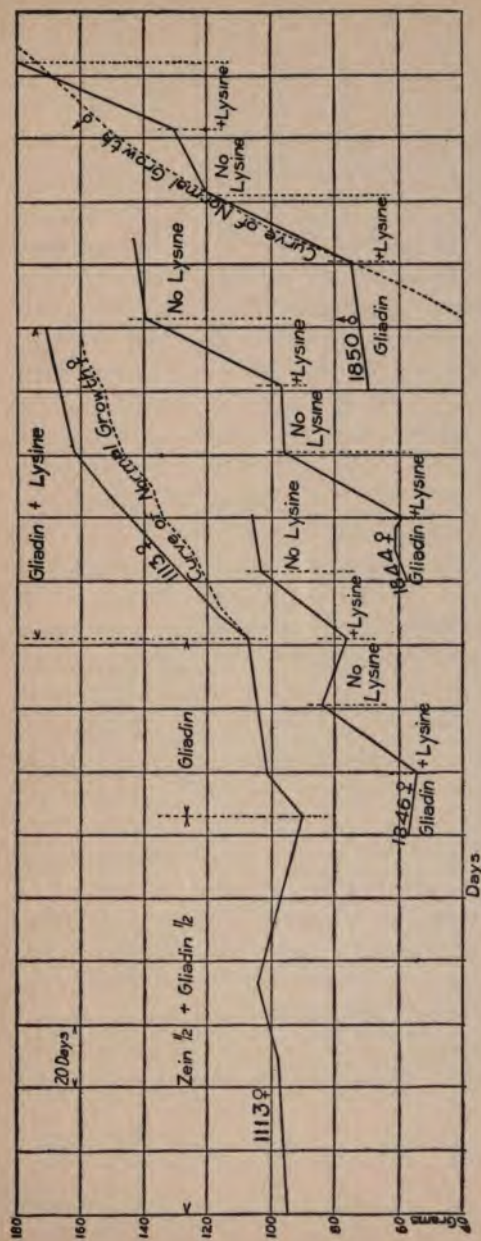 180
160
140
120
100
80
60
40
Grams
Days
20 Days
Zein ½ + Gliadin ½
1113♀
Gliadin
Gliadin + Lysine
1113♀
Curve of Normal Growth ♀
1846♀
Gliadin
+ Lysine
No
Lysine
+Lysine
No Lysine
1844♀
Gliadin
+Lysine
No
Lysine
+Lysine
No Lysine
1850♂
Gliadin
+Lysine
No
Lysine
+Lysine
Curve of Normal Growth ♂